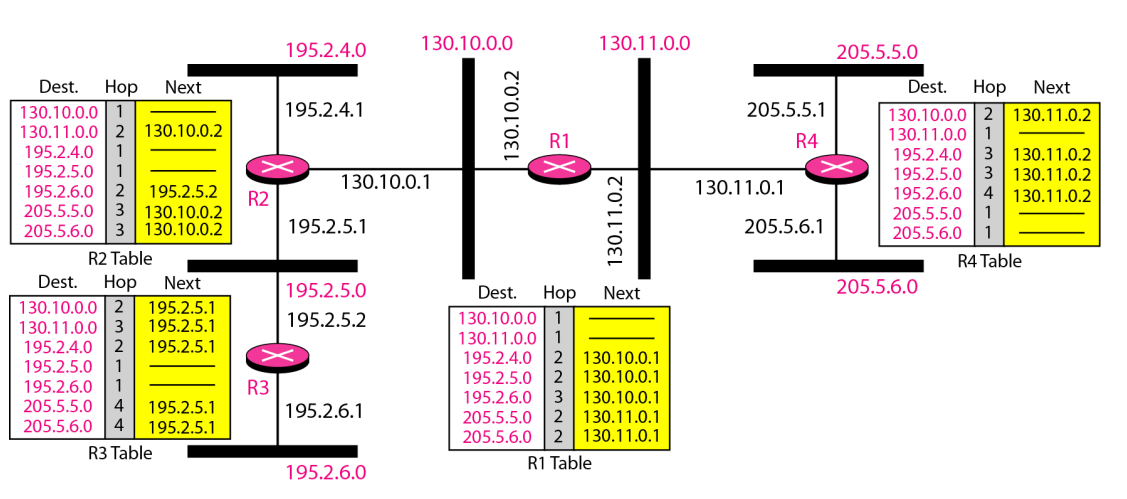 195.2.4.0
130.10.0.0
130.11.0.0
205.5.5.0
Dest. Hop Next
130.10.0.0 1
130.11.0.0 2 130.10.0.2
195.2.4.0 1
195.2.5.0 1
195.2.6.0 2 195.2.5.2
205.5.5.0 3 130.10.0.2
205.5.6.0 3 130.10.0.2
R2 Table
195.2.4.1
R2
130.10.0.1
195.2.5.1
130.10.0.2
R1
130.11.0.2
130.11.0.1
205.5.5.1
R4
205.5.6.1
Dest. Hop Next
130.10.0.0 2 130.11.0.2
130.11.0.0 1
195.2.4.0 3 130.11.0.2
195.2.5.0 3 130.11.0.2
195.2.6.0 4 130.11.0.2
205.5.5.0 1
205.5.6.0 1
R4 Table
205.5.6.0
195.2.5.0
195.2.5.2
Dest. Hop Next
130.10.0.0 2 195.2.5.1
130.11.0.0 3 195.2.5.1
195.2.4.0 2 195.2.5.1
195.2.5.0 1
195.2.6.0 1
205.5.5.0 4 195.2.5.1
205.5.6.0 4 195.2.5.1
R3 Table
R3
195.2.6.1
195.2.6.0
Dest. Hop Next
130.10.0.0 1
130.11.0.0 1
195.2.4.0 2 130.10.0.1
195.2.5.0 2 130.10.0.1
195.2.6.0 3 130.10.0.1
205.5.5.0 2 130.11.0.1
205.5.6.0 2 130.11.0.1
R1 Table